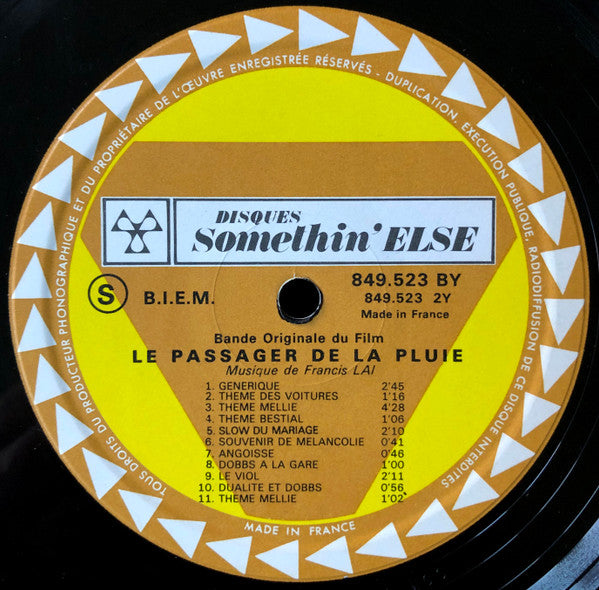 TOUS DROITS DU PRODUCTEUR PHONOGRAPHIQUE ET DU PROPRIÉTAIRE DE L'ŒUVRE ENREGISTRÉE RÉSERVÉS - DUPLICATION, EXECUTION PUBLIQUE, RADIODIFFUSION DE CE DISQUE INTERDITES
DISQUES
Somethin' ELSE
S B.I.E.M.
849.523 BY
849.523 2Y
Made in France
Bande Originale du Film
LE PASSAGER DE LA PLUIE
Musique de Francis LAI
1. GENERIQUE 2'45
2. THEME DES VOITURES 1'16
3. THEME MELLIE 4'28
4. THEME BESTIAL 1'06
5. SLOW DU MARIAGE 2'10
6. SOUVENIR DE MELANCOLIE 0'41
7. ANGOISSE 0'46
8. DOBBS A LA GARE 1'00
9. LE VIOL 2'11
10. DUALITE ET DOBBS 0'56
11. THEME MELLIE 1'02
MADE IN FRANCE